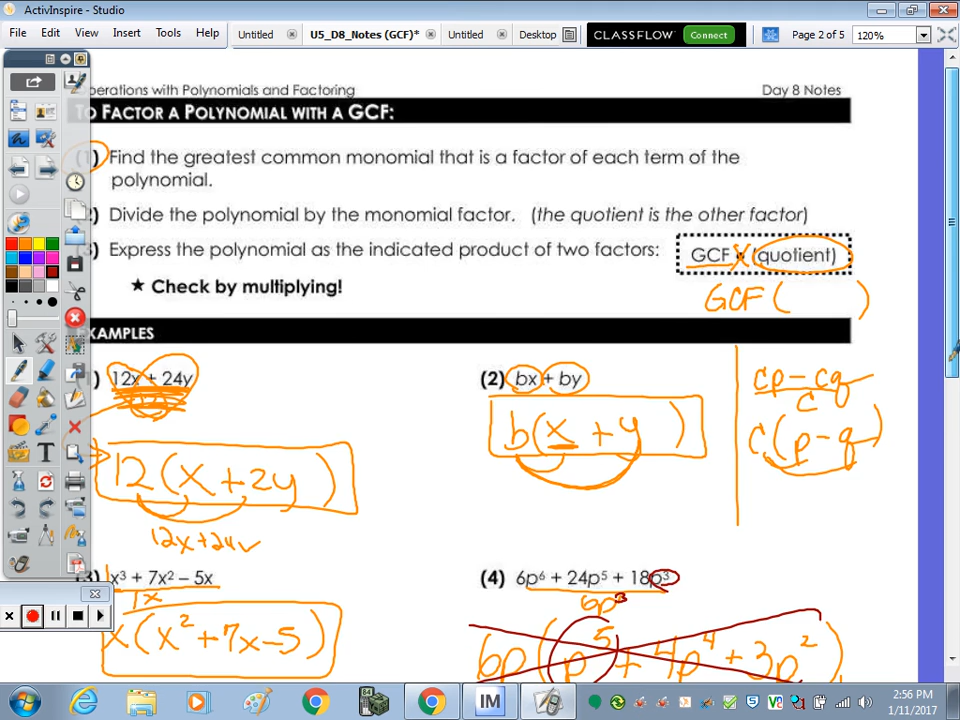 ActivInspire - Studio
File Edit View Insert Tools Help Untitled U5_D8_Notes (GCF)* Untitled Desktop CLASSFLOW Connect Page 2 of 5 120%
perations with Polynomials and Factoring Day 8 Notes
TO FACTOR A POLYNOMIAL WITH A GCF:
(1) Find the greatest common monomial that is a factor of each term of the
polynomial.
2) Divide the polynomial by the monomial factor. (the quotient is the other factor)
3) Express the polynomial as the indicated product of two factors: GCF x (quotient)
GCF ( )
★ Check by multiplying!
EXAMPLES
1) 12x + 24y
12(x + 2y)
12x + 24y
(2) bx + by
b(x + y)
cp - cq
c
c(p - q)
(3) x³ + 7x² – 5x
1x
x(x² + 7x - 5)
(4) 6p⁶ + 24p⁵ + 18p³
6p³
6p(p⁵ + 4p⁴ + 3p²)
IM
2:56 PM
1/11/2017